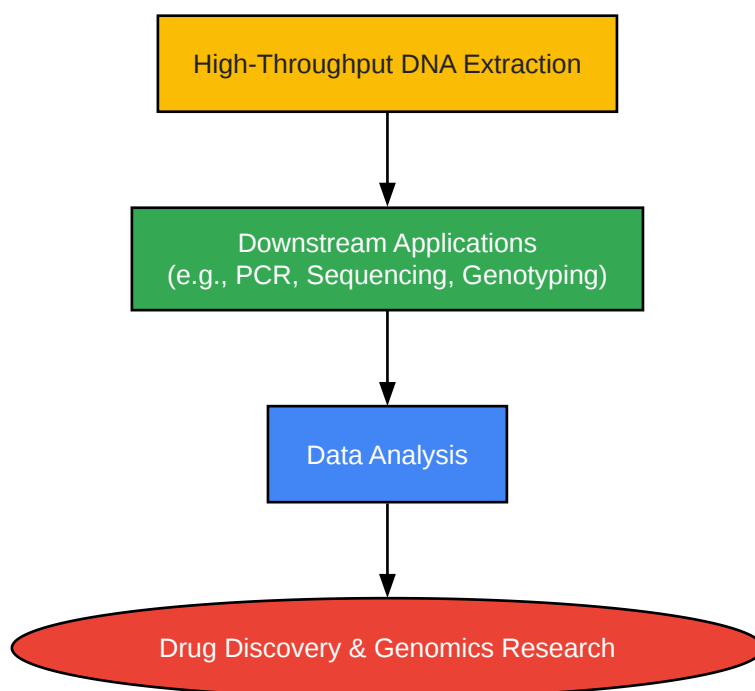 High-Throughput DNA Extraction
Downstream Applications
(e.g., PCR, Sequencing, Genotyping)
Data Analysis
Drug Discovery & Genomics Research